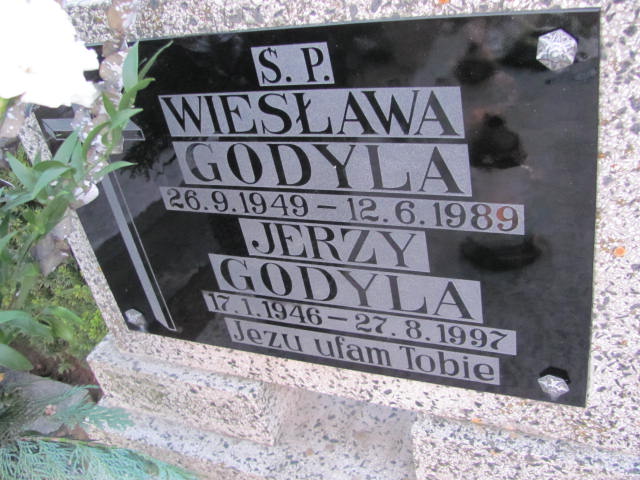 S. P.
WIESŁAWA
GODYLA
26.9.1949 – 12.6.1989
JERZY
GODYLA
17.1.1946 – 27.8.1997
Jezu ufam Tobie